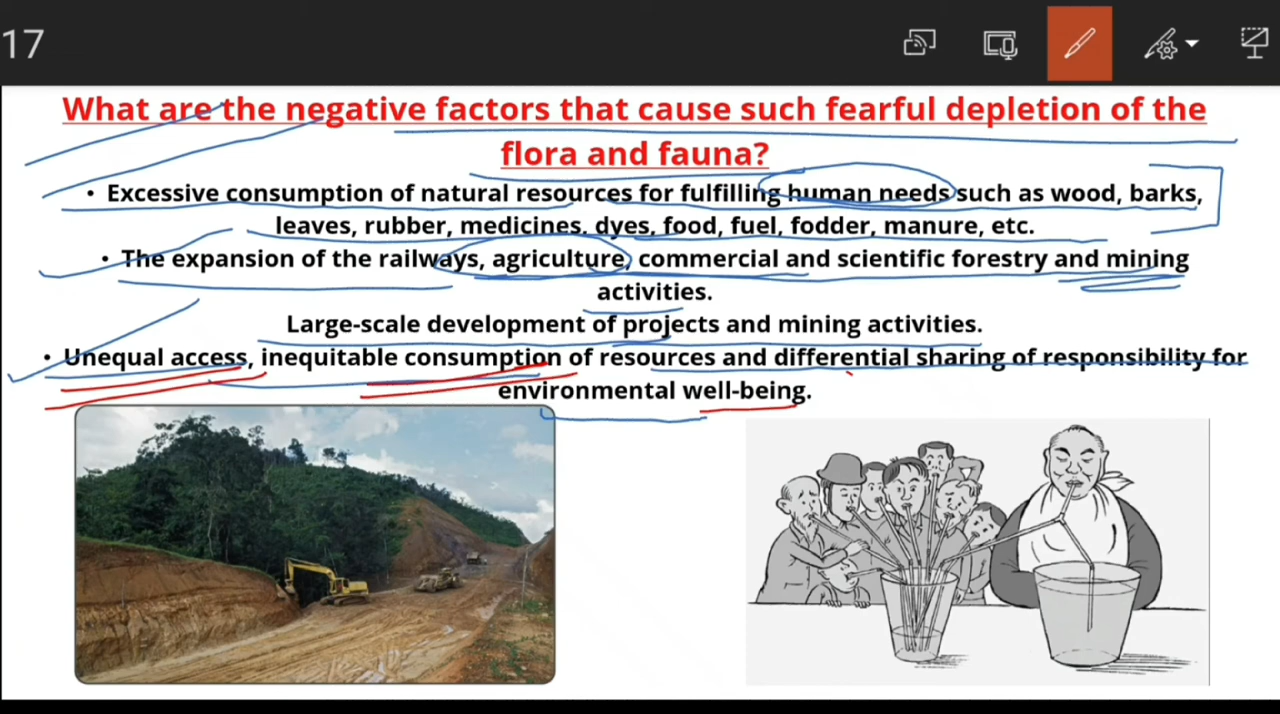 17
What are the negative factors that cause such fearful depletion of the
flora and fauna?
• Excessive consumption of natural resources for fulfilling human needs such as wood, barks,
leaves, rubber, medicines, dyes, food, fuel, fodder, manure, etc.
• The expansion of the railways, agriculture, commercial and scientific forestry and mining
activities.
Large-scale development of projects and mining activities.
• Unequal access, inequitable consumption of resources and differential sharing of responsibility for
environmental well-being.